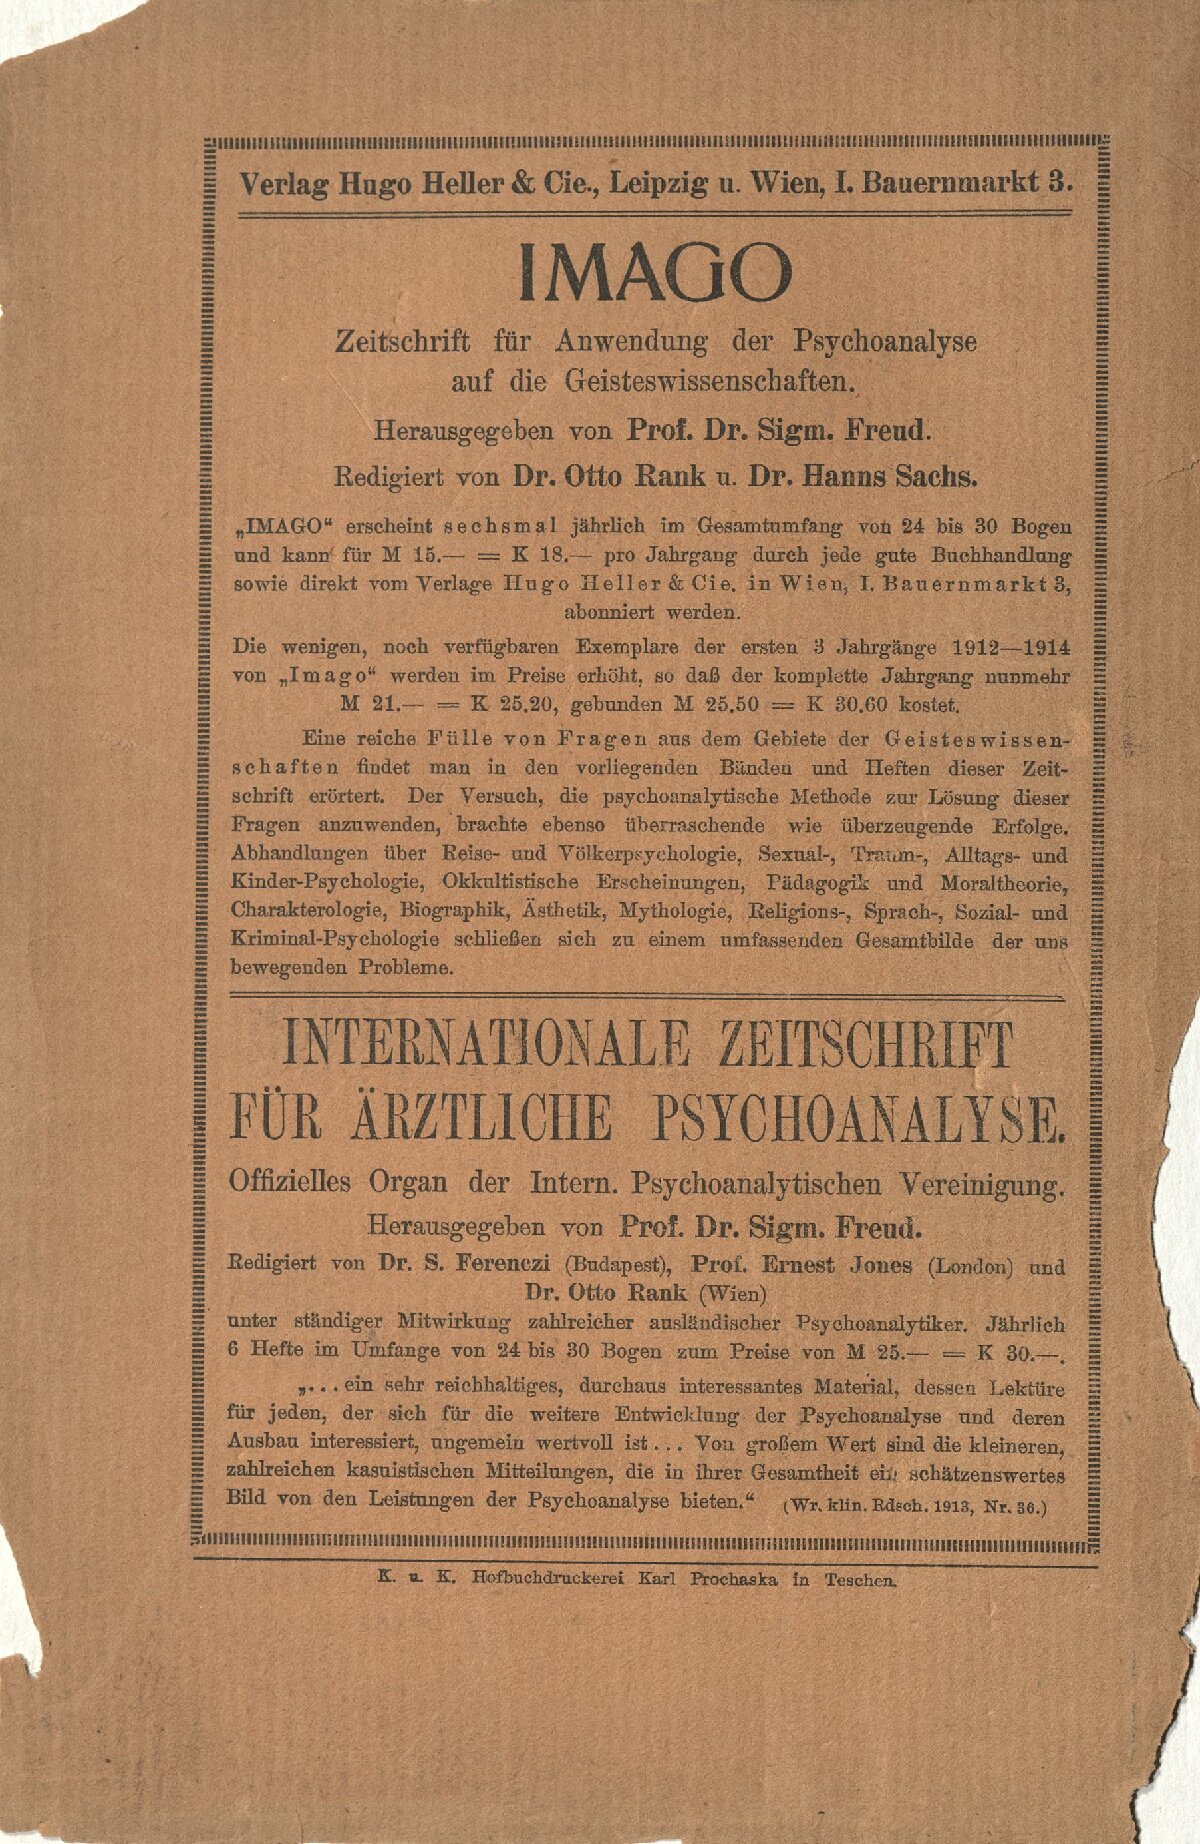 Verlag Hugo Heller & Cie., Leipzig u. Wien, I. Bauernmarkt 3.
IMAGO
Zeitschrift für Anwendung der Psychoanalyse
auf die Geisteswissenschaften.
Herausgegeben von Prof. Dr. Sigm. Freud.
Redigiert von Dr. Otto Rank u. Dr. Hanns Sachs.
„IMAGO“ erscheint sechsmal jährlich im Gesamtumfang von 24 bis 30 Bogen
und kann für M 15.— = K 18.— pro Jahrgang durch jede gute Buchhandlung
sowie direkt vom Verlage Hugo Heller & Cie. in Wien, I. Bauernmarkt 3,
abonniert werden.
Die wenigen, noch verfügbaren Exemplare der ersten 3 Jahrgänge 1912—1914
von „Imago“ werden im Preise erhöht, so daß der komplette Jahrgang nunmehr
M 21.— = K 25.20, gebunden M 25.50 = K 30.60 kostet.
Eine reiche Fülle von Fragen aus dem Gebiete der Geisteswissen-
schaften findet man in den vorliegenden Bänden und Heften dieser Zeit-
schrift erörtert. Der Versuch, die psychoanalytische Methode zur Lösung dieser
Fragen anzuwenden, brachte ebenso überraschende wie überzeugende Erfolge.
Abhandlungen über Reise- und Völkerpsychologie, Sexual-, Traum-, Alltags- und
Kinder-Psychologie, Okkultistische Erscheinungen, Pädagogik und Moraltheorie,
Charakterologie, Biographik, Ästhetik, Mythologie, Religions-, Sprach-, Sozial- und
Kriminal-Psychologie schließen sich zu einem umfassenden Gesamtbilde der uns
bewegenden Probleme.
INTERNATIONALE ZEITSCHRIFT
FÜR ÄRZTLICHE PSYCHOANALYSE.
Offizielles Organ der Intern. Psychoanalytischen Vereinigung.
Herausgegeben von Prof. Dr. Sigm. Freud.
Redigiert von Dr. S. Ferenczi (Budapest), Prof. Ernest Jones (London) und
Dr. Otto Rank (Wien)
unter ständiger Mitwirkung zahlreicher ausländischer Psychoanalytiker. Jährlich
6 Hefte im Umfange von 24 bis 30 Bogen zum Preise von M 25.— = K 30.—.
„... ein sehr reichhaltiges, durchaus interessantes Material, dessen Lektüre
für jeden, der sich für die weitere Entwicklung der Psychoanalyse und deren
Ausbau interessiert, ungemein wertvoll ist... Von großem Wert sind die kleineren,
zahlreichen kasuistischen Mitteilungen, die in ihrer Gesamtheit ein schätzenswertes
Bild von den Leistungen der Psychoanalyse bieten.“ (Wr. klin. Rdsch. 1913, Nr. 36.)
K. u. K. Hofbuchdruckerei Karl Prochaska in Teschen.